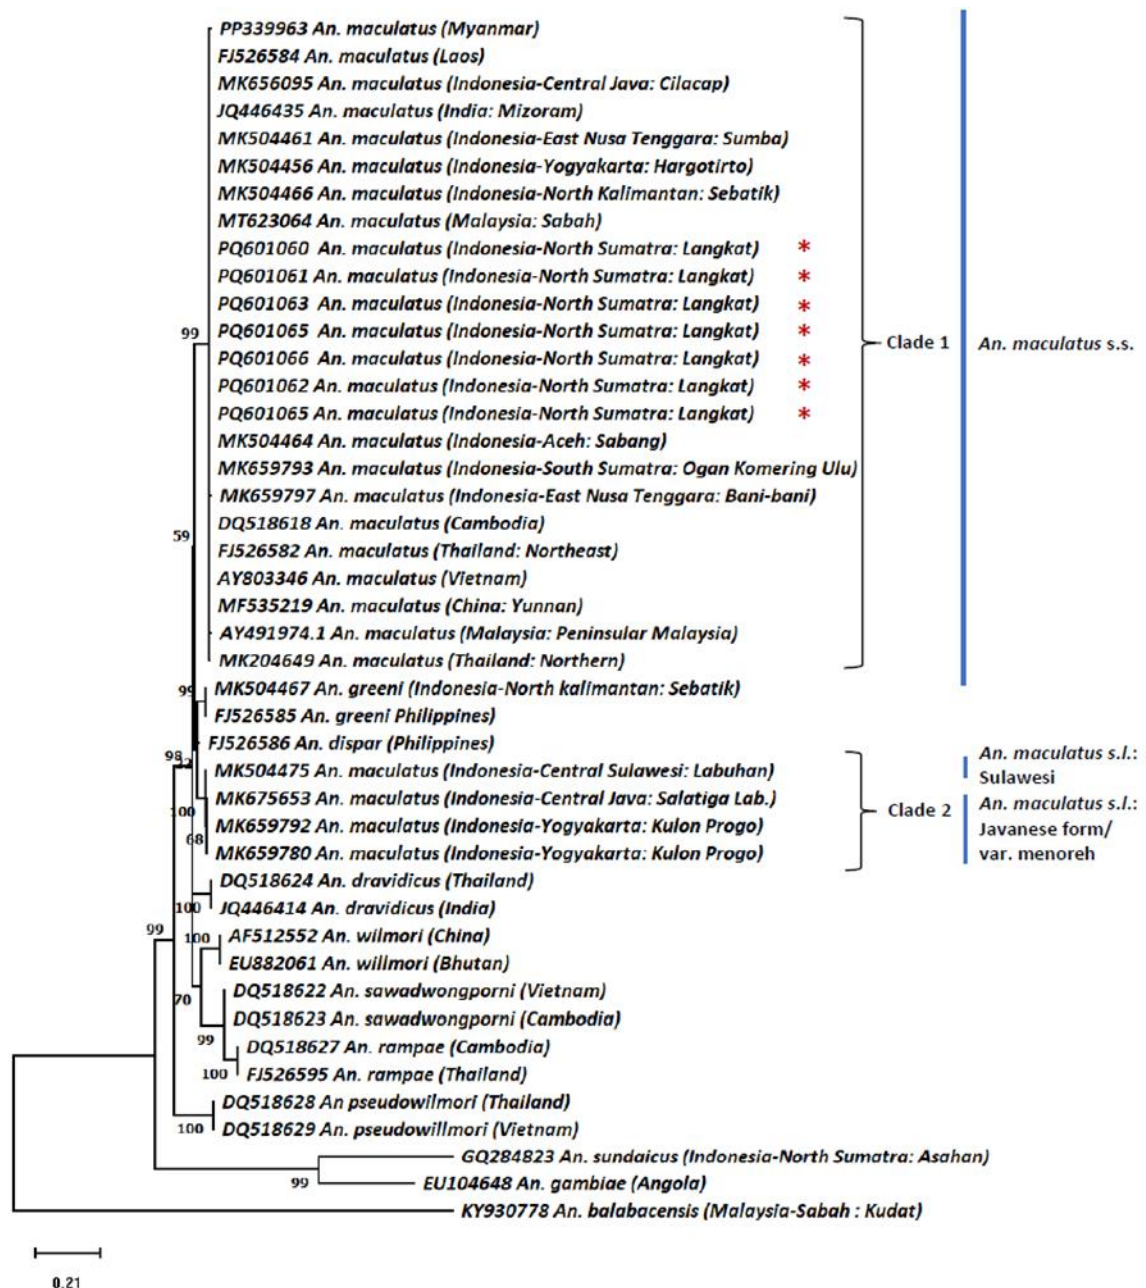 PP339963 An. maculatus (Myanmar)
FJ526584 An. maculatus (Laos)
MK656095 An. maculatus (Indonesia-Central Java: Cilacap)
JQ446435 An. maculatus (India: Mizoram)
MK504461 An. maculatus (Indonesia-East Nusa Tenggara: Sumba)
MK504456 An. maculatus (Indonesia-Yogyakarta: Hargotirto)
MK504466 An. maculatus (Indonesia-North Kalimantan: Sebatik)
MT623064 An. maculatus (Malaysia: Sabah)
PQ601060 An. maculatus (Indonesia-North Sumatra: Langkat) *
PQ601061 An. maculatus (Indonesia-North Sumatra: Langkat) *
PQ601063 An. maculatus (Indonesia-North Sumatra: Langkat) *
99 PQ601065 An. maculatus (Indonesia-North Sumatra: Langkat) *
Clade 1 An. maculatus s.s.
PQ601066 An. maculatus (Indonesia-North Sumatra: Langkat) *
PQ601062 An. maculatus (Indonesia-North Sumatra: Langkat) *
PQ601065 An. maculatus (Indonesia-North Sumatra: Langkat) *
MK504464 An. maculatus (Indonesia-Aceh: Sabang)
MK659793 An. maculatus (Indonesia-South Sumatra: Ogan Komering Ulu)
MK659797 An. maculatus (Indonesia-East Nusa Tenggara: Bani-bani)
DQ518618 An. maculatus (Cambodia)
59
FJ526582 An. maculatus (Thailand: Northeast)
AY803346 An. maculatus (Vietnam)
MF535219 An. maculatus (China: Yunnan)
AY491974.1 An. maculatus (Malaysia: Peninsular Malaysia)
MK204649 An. maculatus (Thailand: Northern)
99 MK504467 An. greeni (Indonesia-North kalimantan: Sebatik)
FJ526585 An. greeni Philippines)
FJ526586 An. dispar (Philippines)
98
MK504475 An. maculatus (Indonesia-Central Sulawesi: Labuhan)
An. maculatus s.l.:
Sulawesi
MK675653 An. maculatus (Indonesia-Central Java: Salatiga Lab.)
100
Clade 2
MK659792 An. maculatus (Indonesia-Yogyakarta: Kulon Progo)
68
MK659780 An. maculatus (Indonesia-Yogyakarta: Kulon Progo)
An. maculatus s.l.:
Javanese form/
var. menoreh
DQ518624 An. dravidicus (Thailand)
100 JQ446414 An. dravidicus (India)
99
100 AF512552 An. wilmori (China)
EU882061 An. willmori (Bhutan)
70
DQ518622 An. sawadwongporni (Vietnam)
DQ518623 An. sawadwongporni (Cambodia)
99
DQ518627 An. rampae (Cambodia)
100 FJ526595 An. rampae (Thailand)
DQ518628 An pseudowilmori (Thailand)
100 DQ518629 An. pseudowillmori (Vietnam)
GQ284823 An. sundaicus (Indonesia-North Sumatra: Asahan)
99 EU104648 An. gambiae (Angola)
KY930778 An. balabacensis (Malaysia-Sabah : Kudat)
0.21